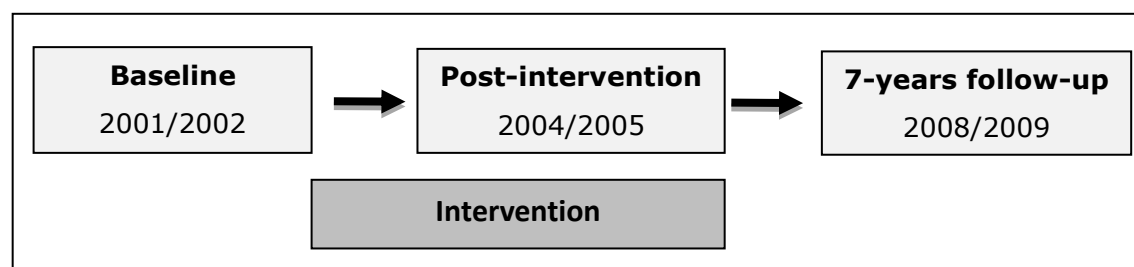 Baseline
2001/2002
Post-intervention
2004/2005
7-years follow-up
2008/2009
Intervention